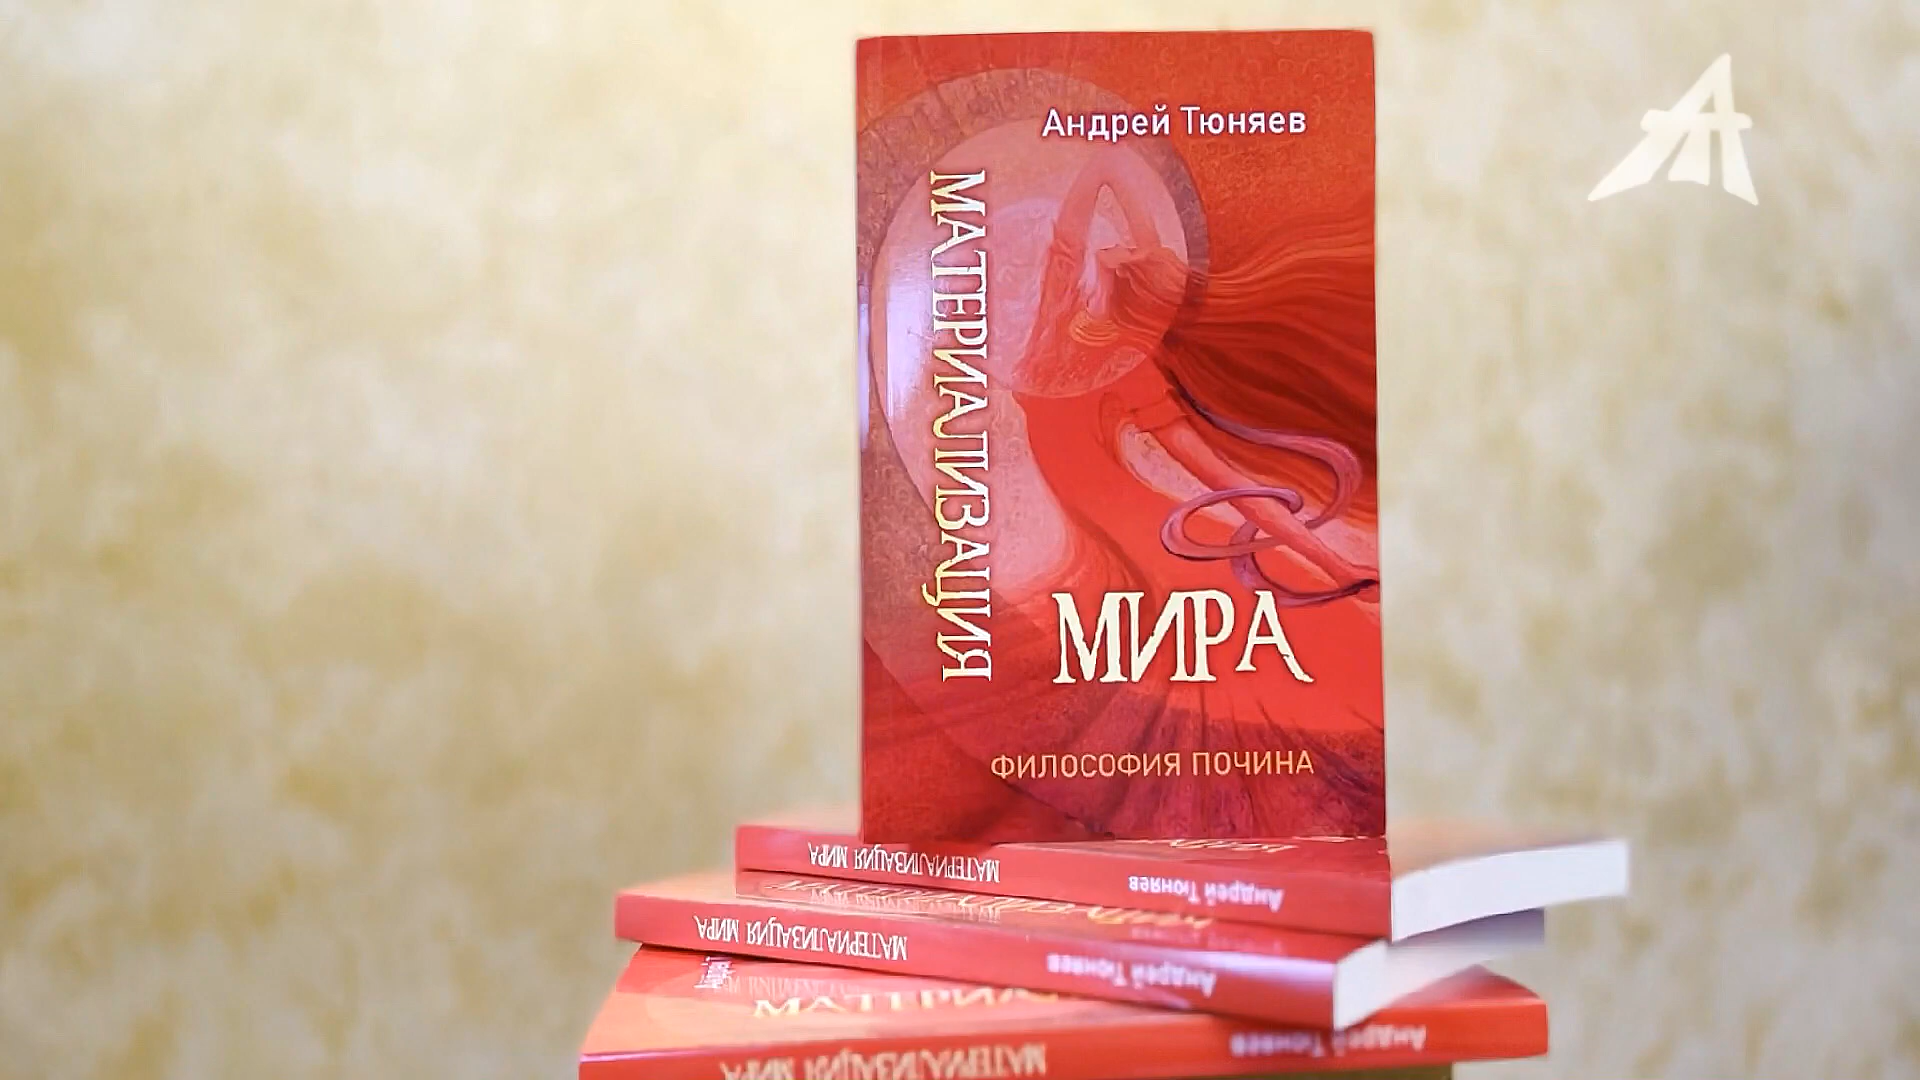 Андрей Тюняев
МАТЕРИАЛИЗАЦИЯ
МИРА
ФИЛОСОФИЯ ПОЧИНА
Андрей Тюняев МАТЕРИАЛИЗАЦИЯ МИРА
Андрей Тюняев МАТЕРИАЛИЗАЦИЯ МИРА
Андрей Тюняев МАТЕРИАЛИЗАЦИЯ МИРА